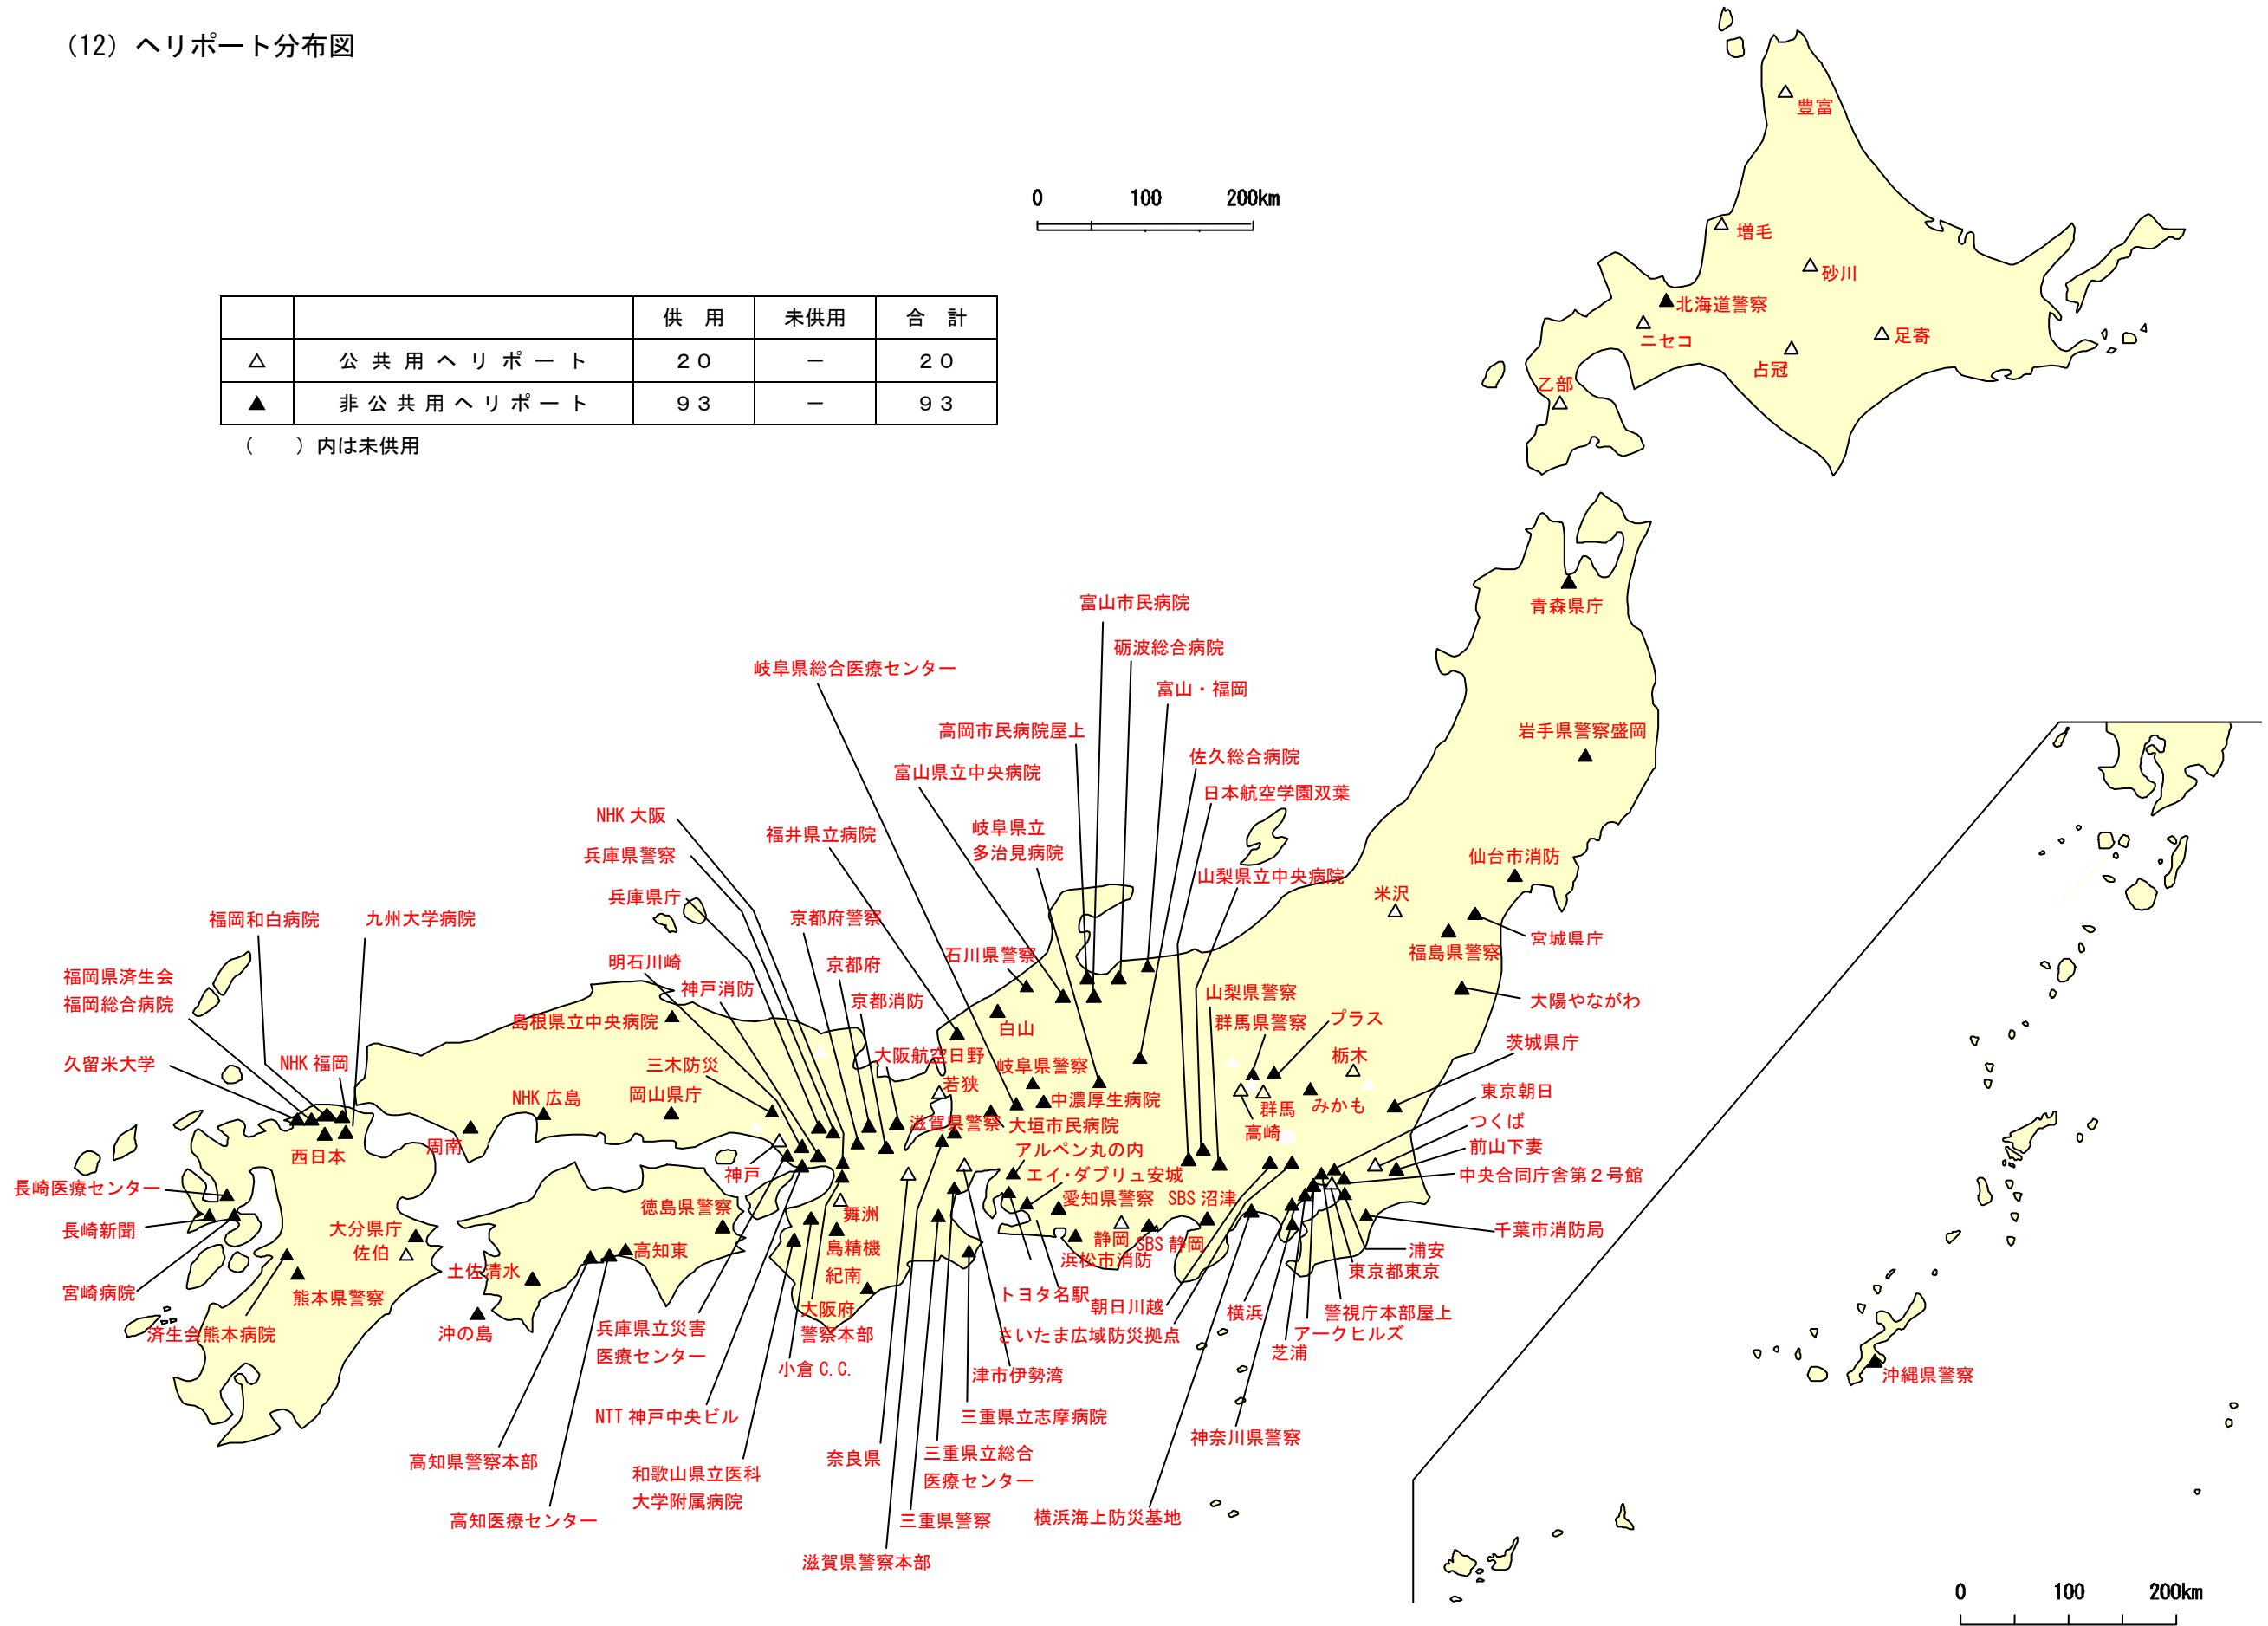 (12) ヘリポート分布図
0 100 200km
供 用 未供用 合 計
△ 公共用ヘリポート 20 － 20
▲ 非公共用ヘリポート 93 － 93
（　　）内は未供用
豊富
増毛
砂川
北海道警察
ニセコ
足寄
占冠
乙部
青森県庁
岩手県警察盛岡
仙台市消防
米沢
宮城県庁
福島県警察
大陽やながわ
富山市民病院
砺波総合病院
岐阜県総合医療センター
富山・福岡
高岡市民病院屋上
佐久総合病院
富山県立中央病院
日本航空学園双葉
NHK大阪
岐阜県立
多治見病院
福井県立病院
兵庫県警察
山梨県立中央病院
兵庫県庁
京都府警察
福岡和白病院
九州大学病院
石川県警察
明石川崎
京都府
福岡県済生会
福岡総合病院
神戸消防
京都消防
山梨県警察
島根県立中央病院
白山
群馬県警察
プラス
茨城県庁
久留米大学
NHK福岡
三木防災
大阪航空日野
岐阜県警察
栃木
若狭
東京朝日
NHK広島
岡山県庁
中濃厚生病院
群馬
みかも
つくば
滋賀県警察
大垣市民病院
高崎
前山下妻
周南
西日本
アルペン丸の内
神戸
エイ・ダブリュ安城
中央合同庁舎第２号館
長崎医療センター
愛知県警察
SBS沼津
徳島県警察
舞洲
長崎新聞
大分県庁
千葉市消防局
佐伯
高知東
島精機
静岡
SBS静岡
浜松市消防
浦安
土佐清水
紀南
東京都東京
宮崎病院
熊本県警察
トヨタ名駅
朝日川越
横浜
警視庁本部屋上
大阪府
警察本部
済生会熊本病院
沖の島
兵庫県立災害
医療センター
さいたま広域防災拠点
アークヒルズ
芝浦
小倉C.C.
津市伊勢湾
沖縄県警察
NTT神戸中央ビル
三重県立志摩病院
神奈川県警察
高知県警察本部
奈良県
三重県立総合
医療センター
和歌山県立医科
大学附属病院
高知医療センター
三重県警察
横浜海上防災基地
滋賀県警察本部
0 100 200km